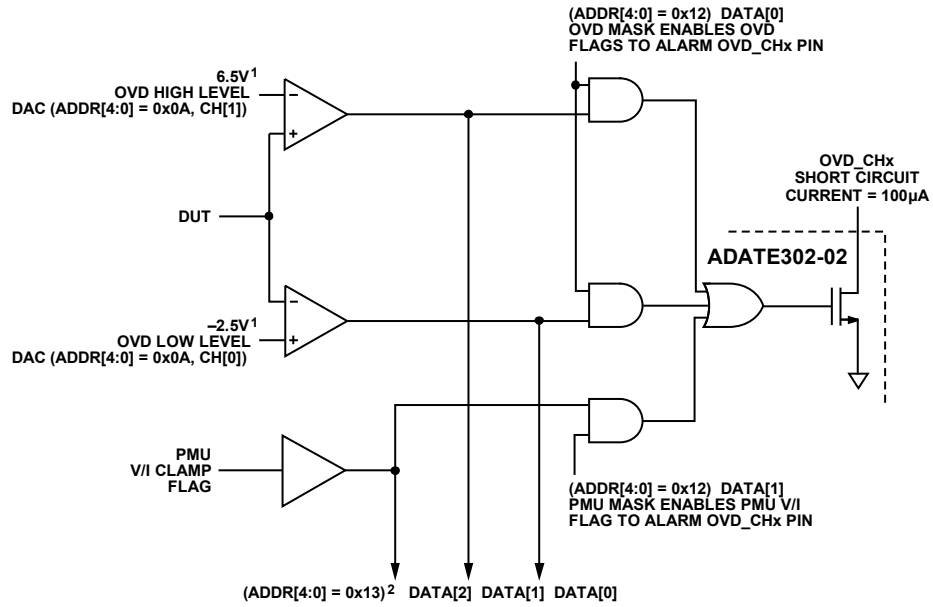 (ADDR[4:0] = 0x12) DATA[0]
OVD MASK ENABLES OVD
FLAGS TO ALARM OVD_CHx PIN
6.5V1
OVD HIGH LEVEL
DAC (ADDR[4:0] = 0x0A, CH[1])
–
+
OVD_CHx
SHORT CIRCUIT
CURRENT = 100µA
DUT
ADATE302-02
–
–2.5V1
OVD LOW LEVEL
+
DAC (ADDR[4:0] = 0x0A, CH[0])
PMU
V/I CLAMP
FLAG
(ADDR[4:0] = 0x12) DATA[1]
PMU MASK ENABLES PMU V/I
FLAG TO ALARM OVD_CHx PIN
(ADDR[4:0] = 0x13)2 DATA[2] DATA[1] DATA[0]